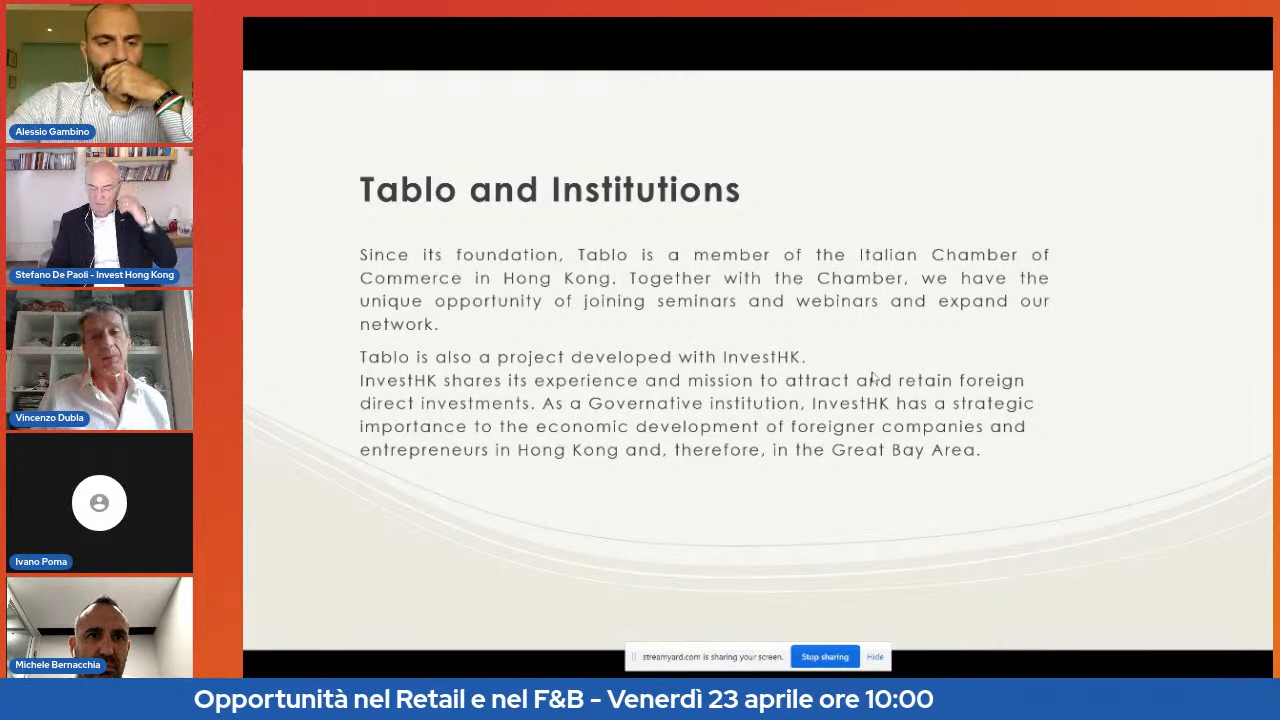 Alessio Gambino
Stefano De Paoli - Invest Hong Kong
Vincenzo Dubla
Ivano Poma
Michele Bernacchia
Tablo and Institutions
Since its foundation, Tablo is a member of the Italian Chamber of
Commerce in Hong Kong. Together with the Chamber, we have the
unique opportunity of joining seminars and webinars and expand our
network.
Tablo is also a project developed with InvestHK.
InvestHK shares its experience and mission to attract and retain foreign
direct investments. As a Governative institution, InvestHK has a strategic
importance to the economic development of foreigner companies and
entrepreneurs in Hong Kong and, therefore, in the Great Bay Area.
streamyard.com is sharing your screen.
Stop sharing
Hide
Opportunità nel Retail e nel F&B - Venerdì 23 aprile ore 10:00